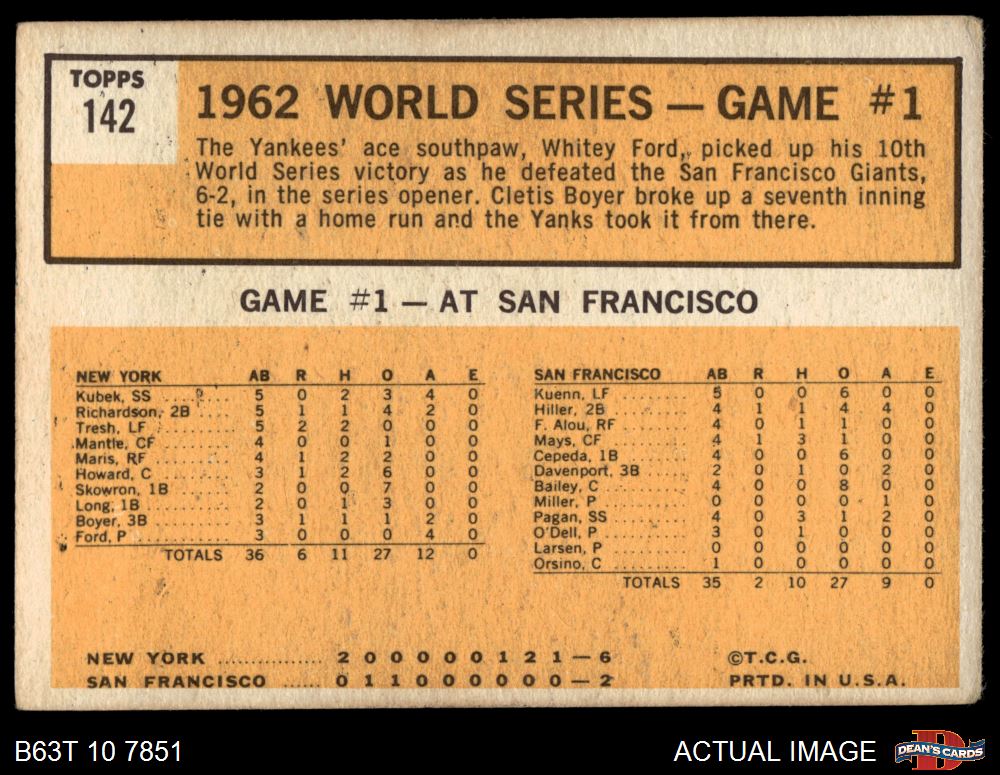 TOPPS
142
1962 WORLD SERIES — GAME #1
The Yankees' ace southpaw, Whitey Ford, picked up his 10th
World Series victory as he defeated the San Francisco Giants,
6-2, in the series opener. Cletis Boyer broke up a seventh inning
tie with a home run and the Yanks took it from there.
GAME #1 — AT SAN FRANCISCO
NEW YORK AB R H O A E
Kubek, SS ........ 5 0 2 3 4 0
Richardson, 2B ........ 5 1 1 4 2 0
Tresh, LF ........ 5 2 2 0 0 0
Mantle, CF ........ 4 0 0 1 0 0
Maris, RF ........ 4 1 2 2 0 0
Howard, C ........ 3 1 2 6 0 0
Skowron, 1B ........ 2 0 0 7 0 0
Long, 1B ........ 2 0 1 3 0 0
Boyer, 3B ........ 3 1 1 1 2 0
Ford, P ........ 3 0 0 0 4 0
TOTALS 36 6 11 27 12 0
SAN FRANCISCO AB R H O A E
Kuenn, LF ........ 5 0 0 6 0 0
Hiller, 2B ........ 4 1 1 4 4 0
F. Alou, RF ........ 4 0 1 1 0 0
Mays, CF ........ 4 1 3 1 0 0
Cepeda, 1B ........ 4 0 0 6 0 0
Davenport, 3B ........ 2 0 1 0 2 0
Bailey, C ........ 4 0 0 8 0 0
Miller, P ........ 0 0 0 0 1 0
Pagan, SS ........ 4 0 3 1 2 0
O'Dell, P ........ 3 0 1 0 0 0
Larsen, P ........ 0 0 0 0 0 0
Orsino, C ........ 1 0 0 0 0 0
TOTALS 35 2 10 27 9 0
NEW YORK ........ 2 0 0 0 0 0 1 2 1 — 6
SAN FRANCISCO ...... 0 1 1 0 0 0 0 0 0 — 2
©T.C.G.
PRTD. IN U.S.A.
B63T 10 7851
ACTUAL IMAGE
DEAN'S CARDS